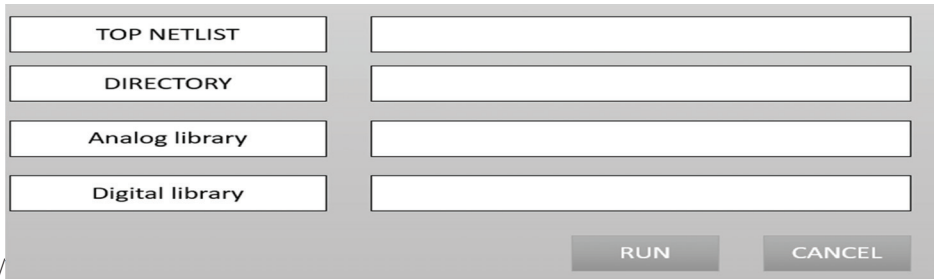 TOP NETLIST
DIRECTORY
Analog library
Digital library
RUN CANCEL
/